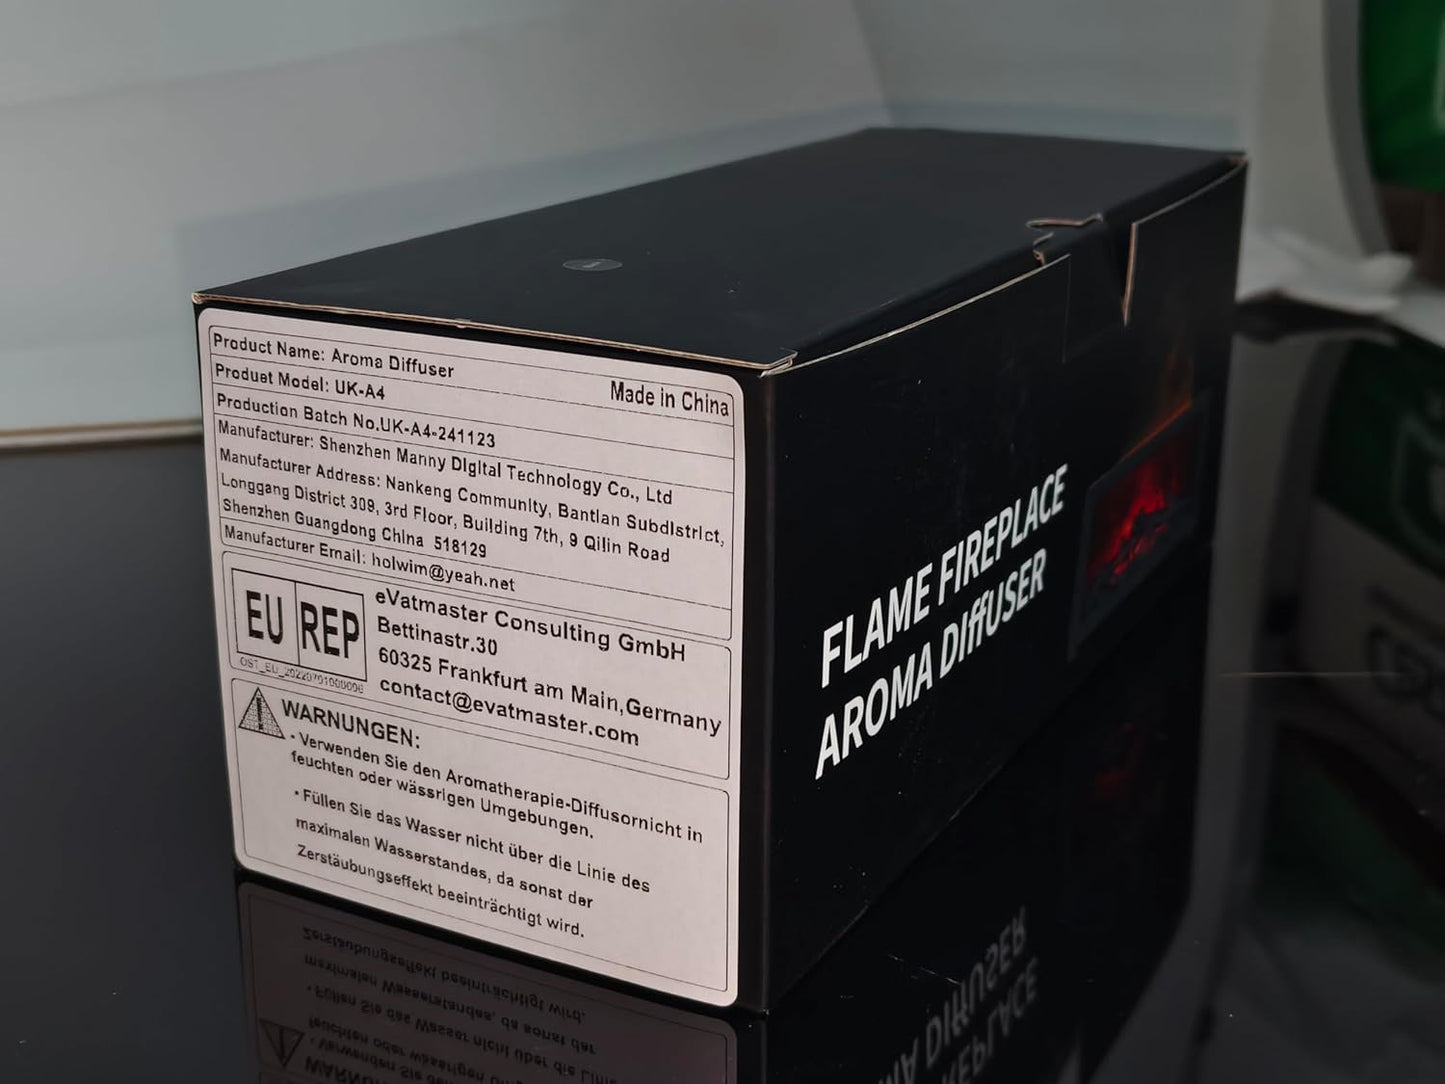 Product Name: Aroma Diffuser
Made in China
Produet Model: UK-A4
Production Batch No.UK-A4-241123
Manufacturer: Shenzhen Manny Digital Technology Co., Ltd
Manufacturer Address: Nankeng Community, Bantian Subdistrict,
Longgang District 309, 3rd Floor, Building 7th, 9 Qilin Road
Shenzhen Guangdong China 518129
Manufacturer Email: holwim@yeah.net
EU REP
OST_EU_20220701000006
eVatmaster Consulting GmbH
Bettinastr.30
60325 Frankfurt am Main,Germany
contact@evatmaster.com
WARNUNGEN:
· Verwenden Sie den Aromatherapie-Diffusornicht in
feuchten oder wässrigen Umgebungen.
· Füllen Sie das Wasser nicht über die Linie des
maximalen Wasserstandes, da sonst der
Zerstäubungseffekt beeinträchtigt wird.
FLAME FIREPLACE
AROMA DIffUSER